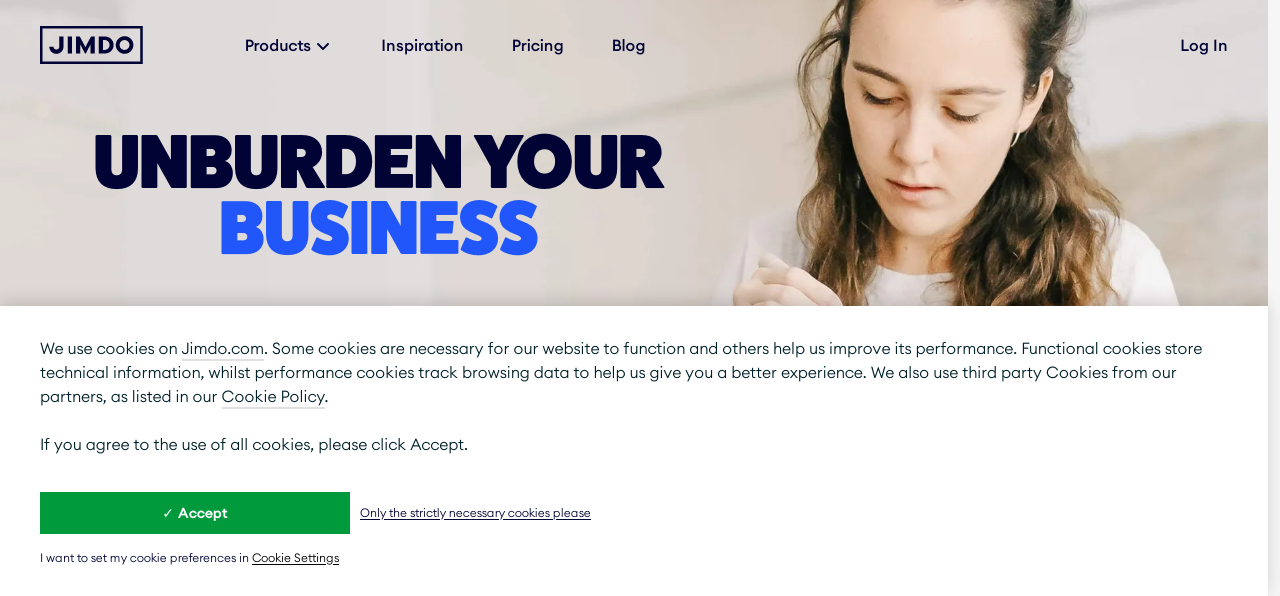 JIMDO
Products
Inspiration
Pricing
Blog
Log In
UNBURDEN YOUR
BUSINESS
We use cookies on Jimdo.com. Some cookies are necessary for our website to function and others help us improve its performance. Functional cookies store
technical information, whilst performance cookies track browsing data to help us give you a better experience. We also use third party Cookies from our
partners, as listed in our Cookie Policy.
If you agree to the use of all cookies, please click Accept.
✓ Accept
Only the strictly necessary cookies please
I want to set my cookie preferences in Cookie Settings